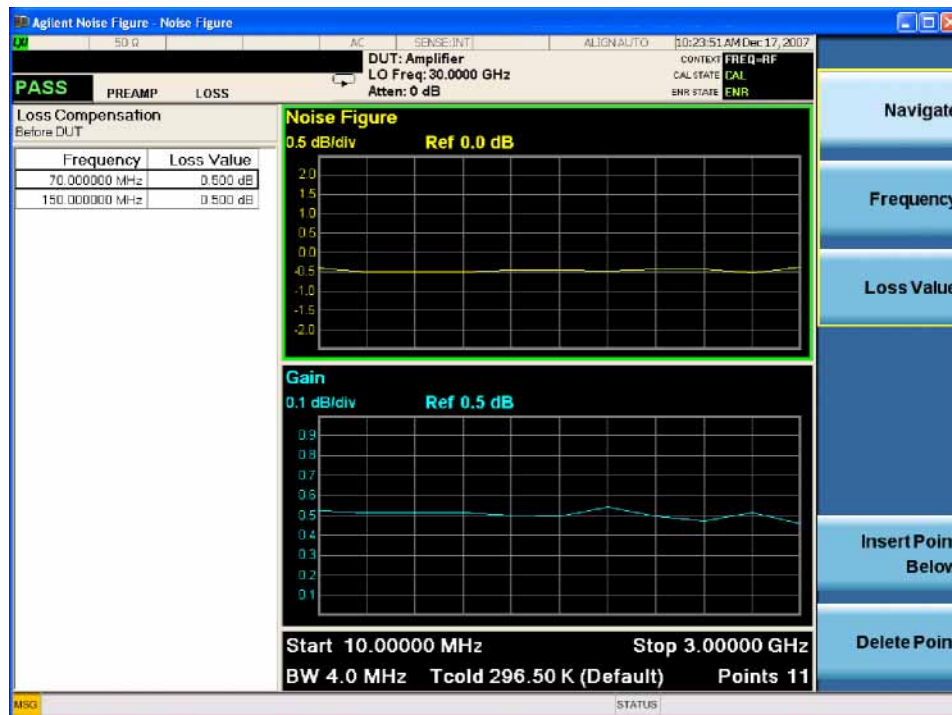 Agilent Noise Figure - Noise Figure
LXI 50 Ω AC SENSE:INT ALIGNAUTO 10:23:51 AM Dec 17, 2007
DUT: Amplifier CONTEXT FREQ=RF
LO Freq: 30.0000 GHz CAL STATE CAL
PASS PREAMP LOSS Atten: 0 dB ENR STATE ENR
Loss Compensation
Before DUT
Frequency Loss Value
70.000000 MHz 0.500 dB
150.000000 MHz 0.500 dB
Noise Figure
0.5 dB/div Ref 0.0 dB
2.0
1.5
1.0
0.5
0.0
-0.5
-1.0
-1.5
-2.0
Gain
0.1 dB/div Ref 0.5 dB
0.9
0.8
0.7
0.6
0.5
0.4
0.3
0.2
0.1
Start 10.00000 MHz Stop 3.00000 GHz
BW 4.0 MHz Tcold 296.50 K (Default) Points 11
Navigate
Frequency
Loss Value
Insert Poin
Below
Delete Poin
MSG STATUS